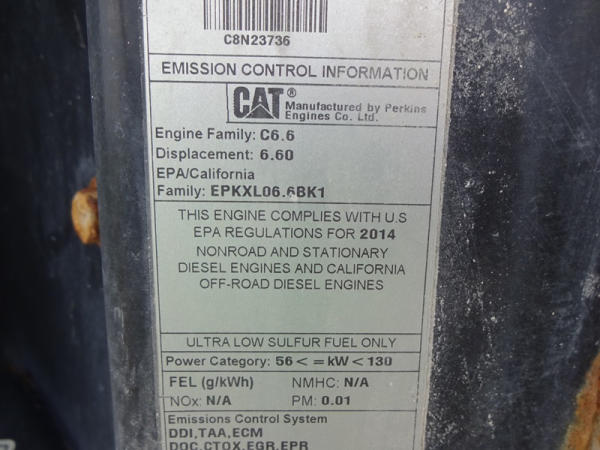 C8N23736
EMISSION CONTROL INFORMATION
CAT® Manufactured by Perkins
Engines Co. Ltd.
Engine Family: C6.6
Displacement: 6.60
EPA/California
Family: EPKXL06.6BK1
THIS ENGINE COMPLIES WITH U.S
EPA REGULATIONS FOR 2014
NONROAD AND STATIONARY
DIESEL ENGINES AND CALIFORNIA
OFF-ROAD DIESEL ENGINES
ULTRA LOW SULFUR FUEL ONLY
Power Category: 56 < = kW < 130
FEL (g/kWh) NMHC: N/A
NOx: N/A PM: 0.01
Emissions Control System
DDI,TAA,ECM
DOC,CTOX,EGR,EPR